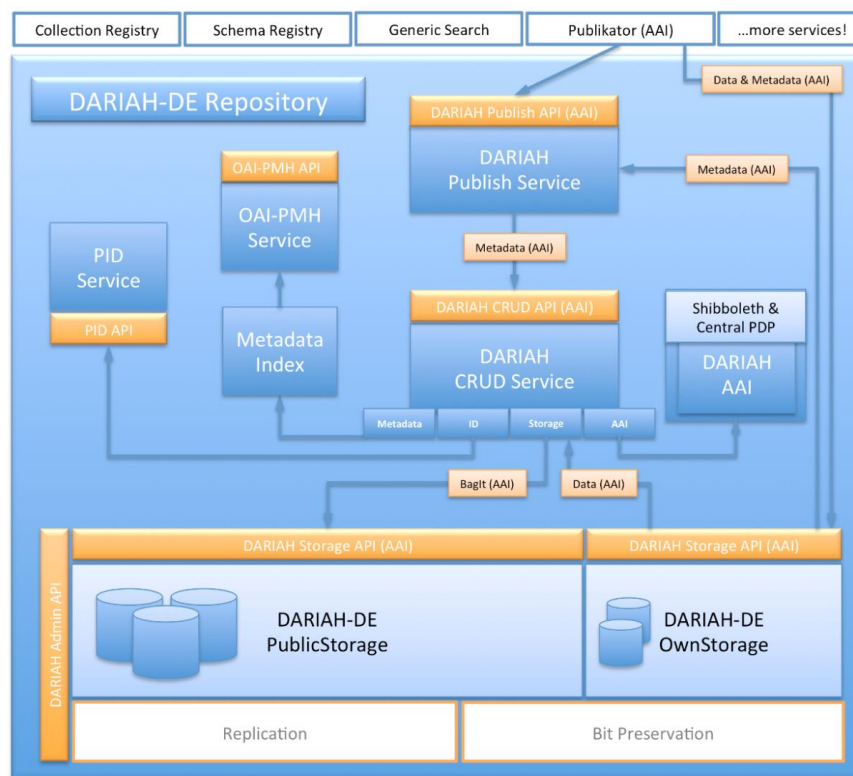 Collection Registry
Schema Registry
Generic Search
Publikator (AAI)
...more services!
Data & Metadata (AAI)
DARIAH-DE Repository
DARIAH Publish API (AAI)
DARIAH
Publish Service
Metadata (AAI)
OAI-PMH API
OAI-PMH
Service
PID
Service
PID API
Metadata (AAI)
DARIAH CRUD API (AAI)
DARIAH
CRUD Service
Metadata
Index
Shibboleth &
Central PDP
DARIAH
AAI
Metadata
ID
Storage
AAI
BagIt (AAI)
Data (AAI)
DARIAH Storage API (AAI)
DARIAH Storage API (AAI)
DARIAH Admin API
DARIAH-DE
PublicStorage
DARIAH-DE
OwnStorage
Replication
Bit Preservation